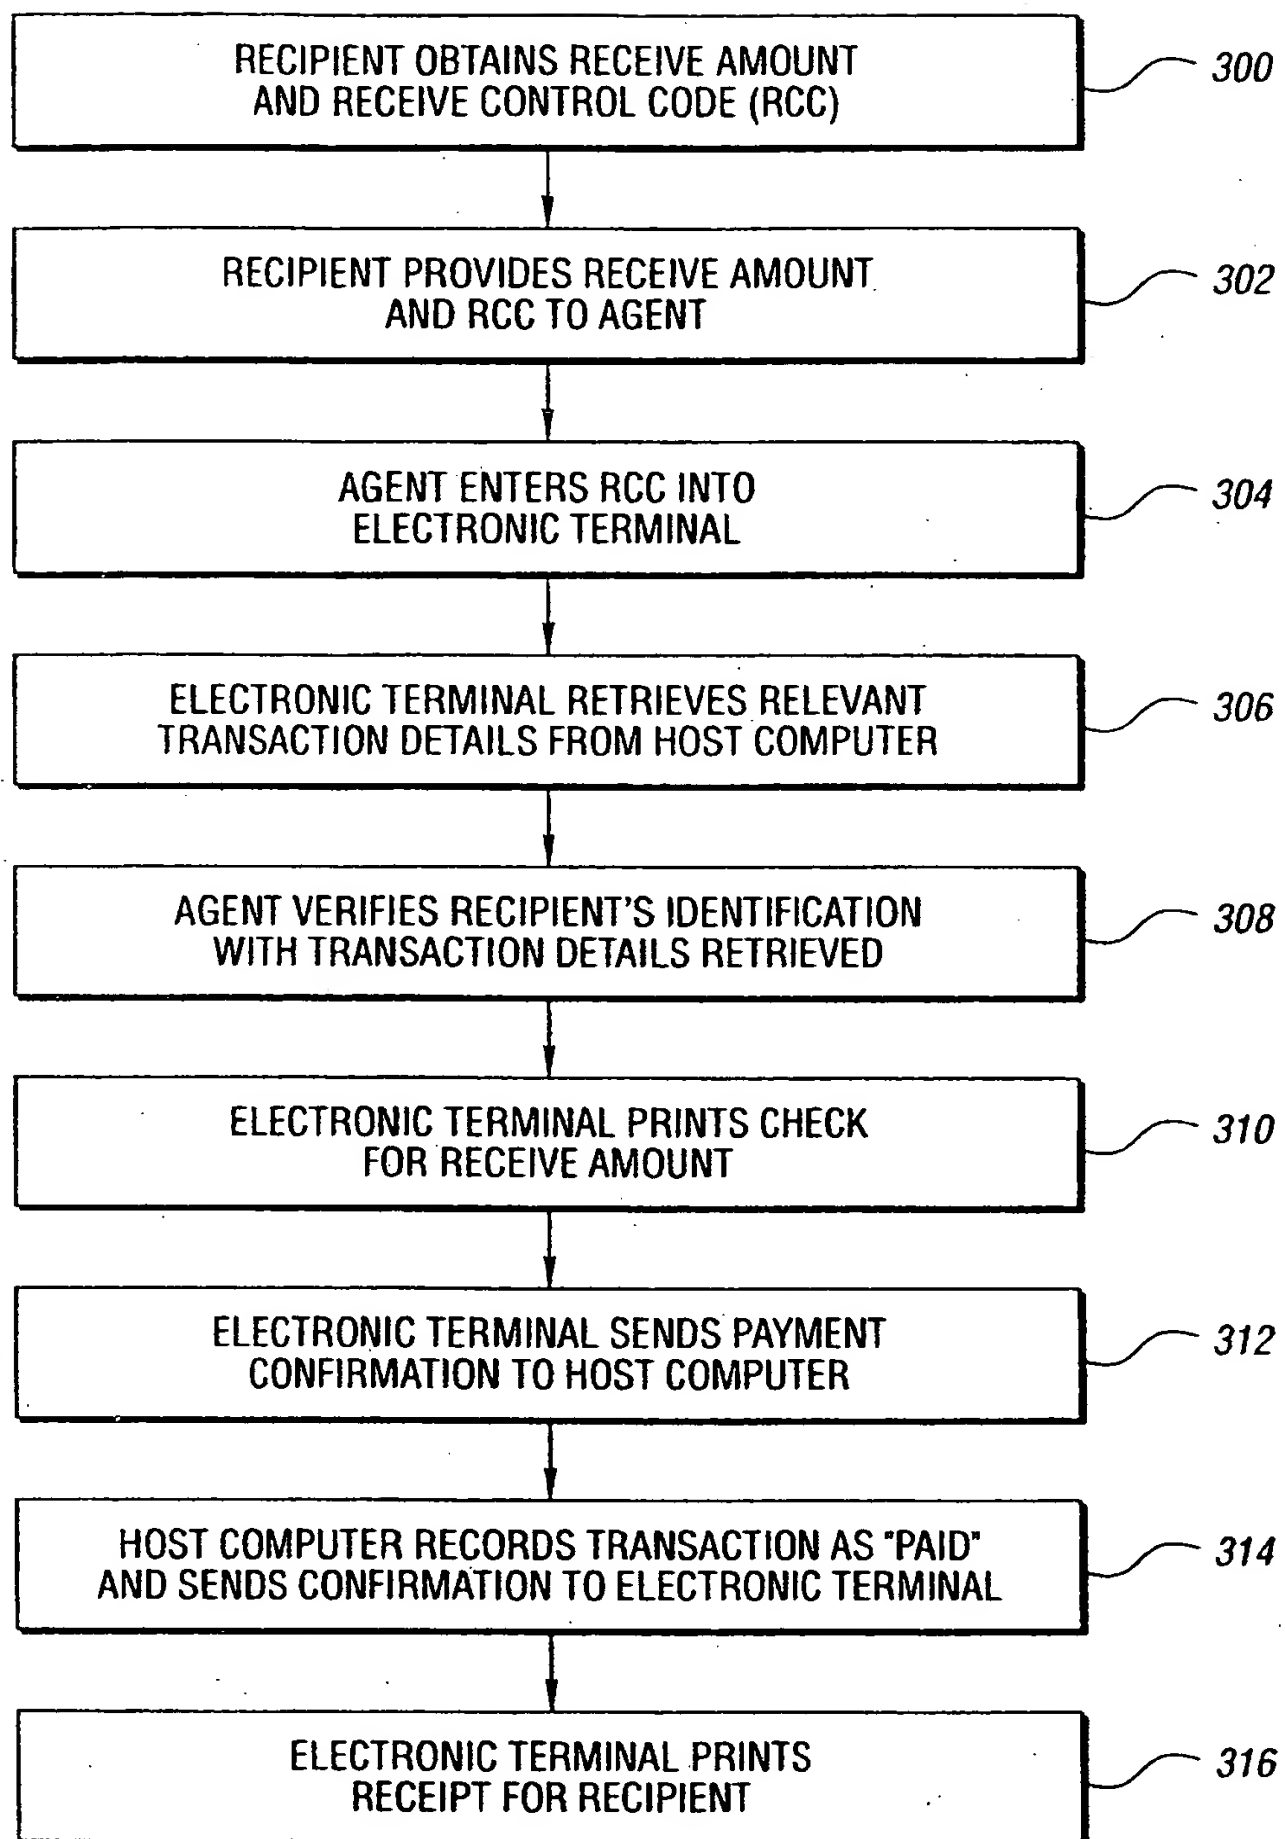 RECIPIENT OBTAINS RECEIVE AMOUNT
AND RECEIVE CONTROL CODE (RCC)
300
RECIPIENT PROVIDES RECEIVE AMOUNT
AND RCC TO AGENT
302
AGENT ENTERS RCC INTO
ELECTRONIC TERMINAL
304
ELECTRONIC TERMINAL RETRIEVES RELEVANT
TRANSACTION DETAILS FROM HOST COMPUTER
306
AGENT VERIFIES RECIPIENT'S IDENTIFICATION
WITH TRANSACTION DETAILS RETRIEVED
308
ELECTRONIC TERMINAL PRINTS CHECK
FOR RECEIVE AMOUNT
310
ELECTRONIC TERMINAL SENDS PAYMENT
CONFIRMATION TO HOST COMPUTER
312
HOST COMPUTER RECORDS TRANSACTION AS "PAID"
AND SENDS CONFIRMATION TO ELECTRONIC TERMINAL
314
ELECTRONIC TERMINAL PRINTS
RECEIPT FOR RECIPIENT
316